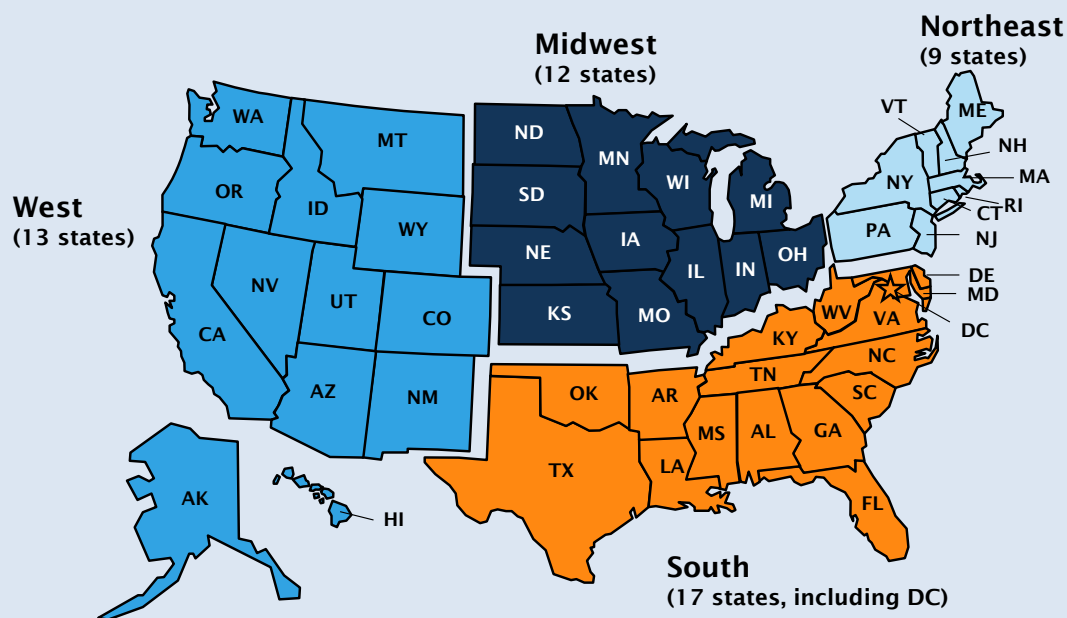 Northeast
(9 states)
Midwest
(12 states)
West
(13 states)
WA
MT
OR
ID
WY
NV
UT
CO
CA
AZ
NM
AK
HI
ND
MN
SD
WI
MI
NE
IA
IL
IN
OH
KS
MO
VT
ME
NH
NY
MA
RI
CT
PA
NJ
DE
MD
DC
WV
VA
KY
NC
TN
SC
OK
AR
MS
AL
GA
TX
LA
FL
South
(17 states, including DC)